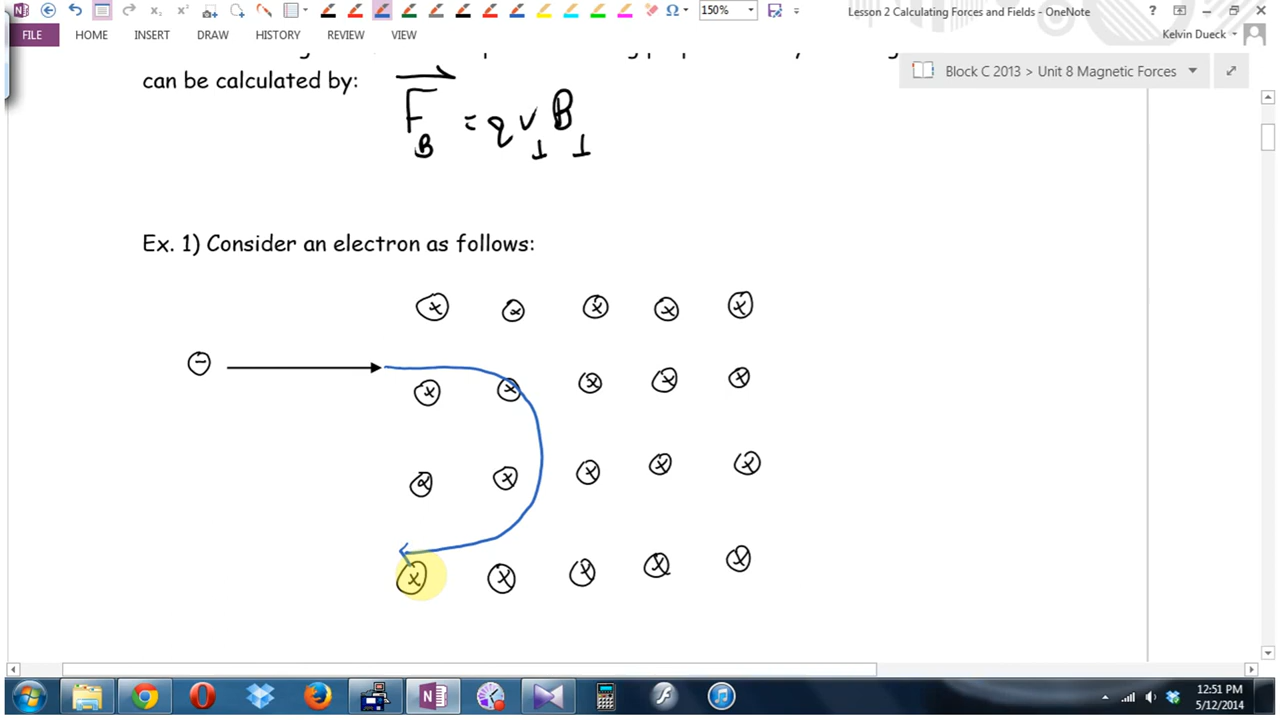 150%
Lesson 2 Calculating Forces and Fields - OneNote
FILE HOME INSERT DRAW HISTORY REVIEW VIEW
Kelvin Dueck
Block C 2013 > Unit 8 Magnetic Forces
can be calculated by:
F_B = q v⊥ B⊥
Ex. 1) Consider an electron as follows:
12:51 PM
5/12/2014